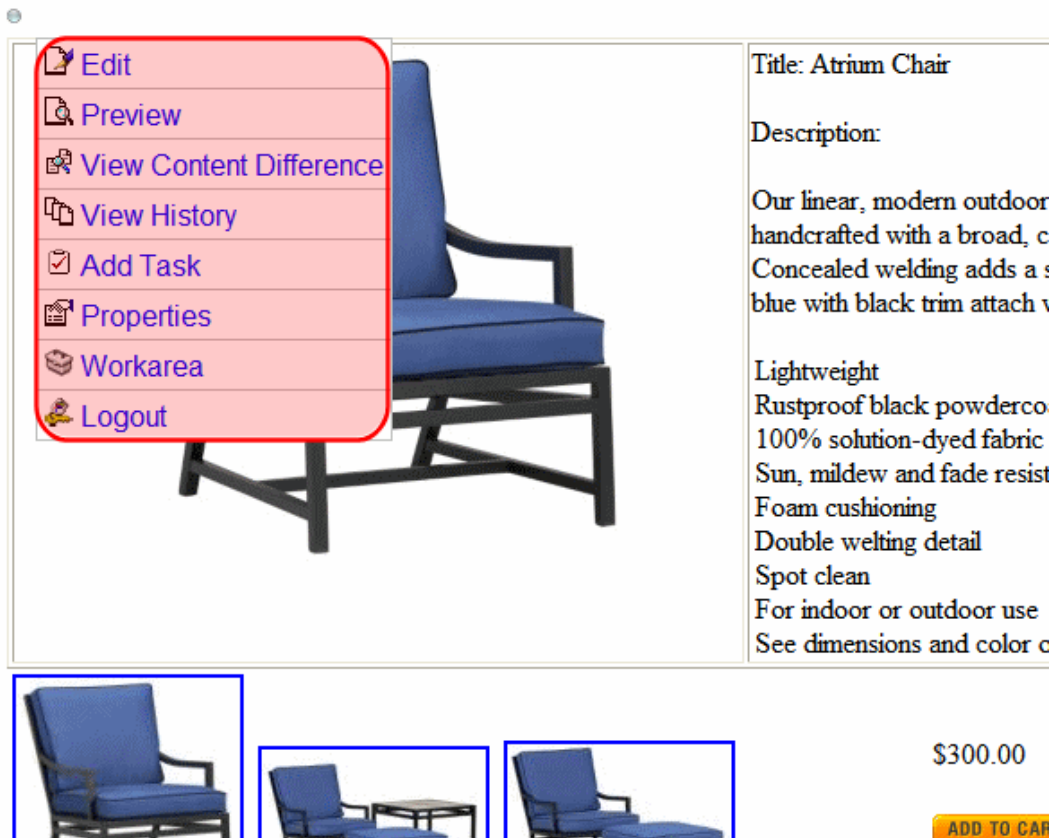 Edit
Preview
View Content Difference
View History
Add Task
Properties
Workarea
Logout
Title: Atrium Chair
Description:
Our linear, modern outdoor
handcrafted with a broad,
Concealed welding adds a
blue with black trim attach
Lightweight
Rustproof black
100% solution-dyed fabric
Sun, mildew and fade
Foam cushioning
Double welting detail
Spot clean
For indoor or outdoor use
See dimensions and color
$300.00
ADD TO